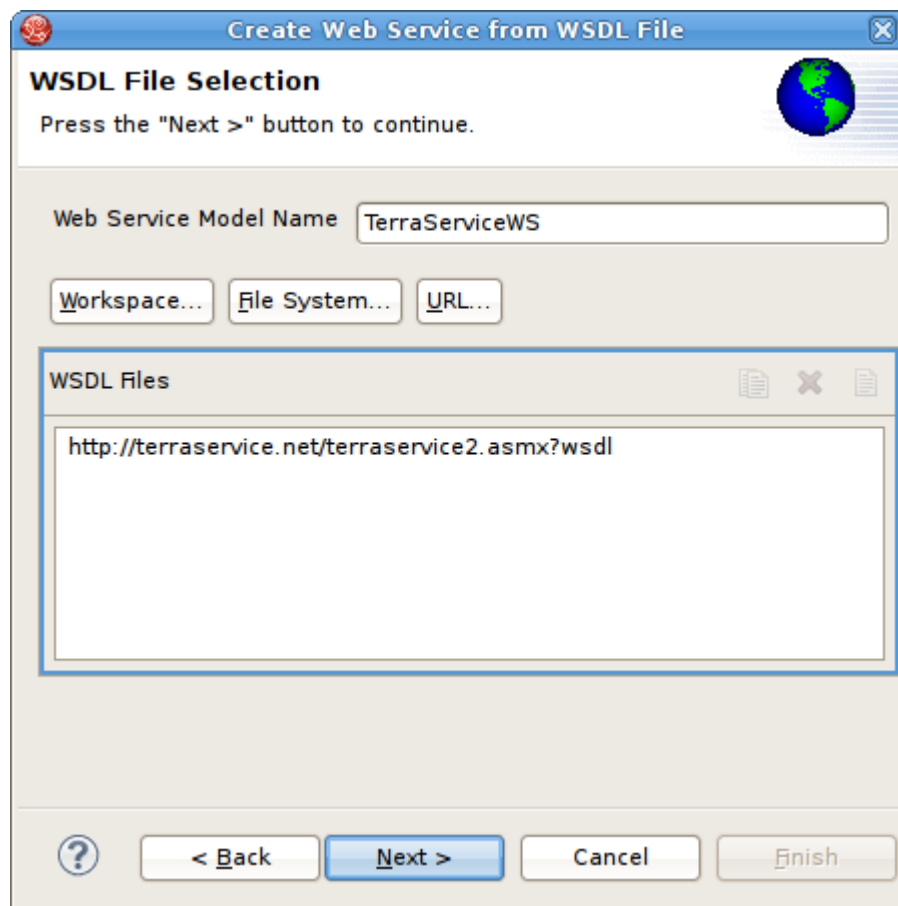 Create Web Service from WSDL File
WSDL File Selection
Press the "Next >" button to continue.
Web Service Model Name TerraServiceWS
Workspace... File System... URL...
WSDL Files
http://terraservice.net/terraservice2.asmx?wsdl
< Back Next > Cancel Finish